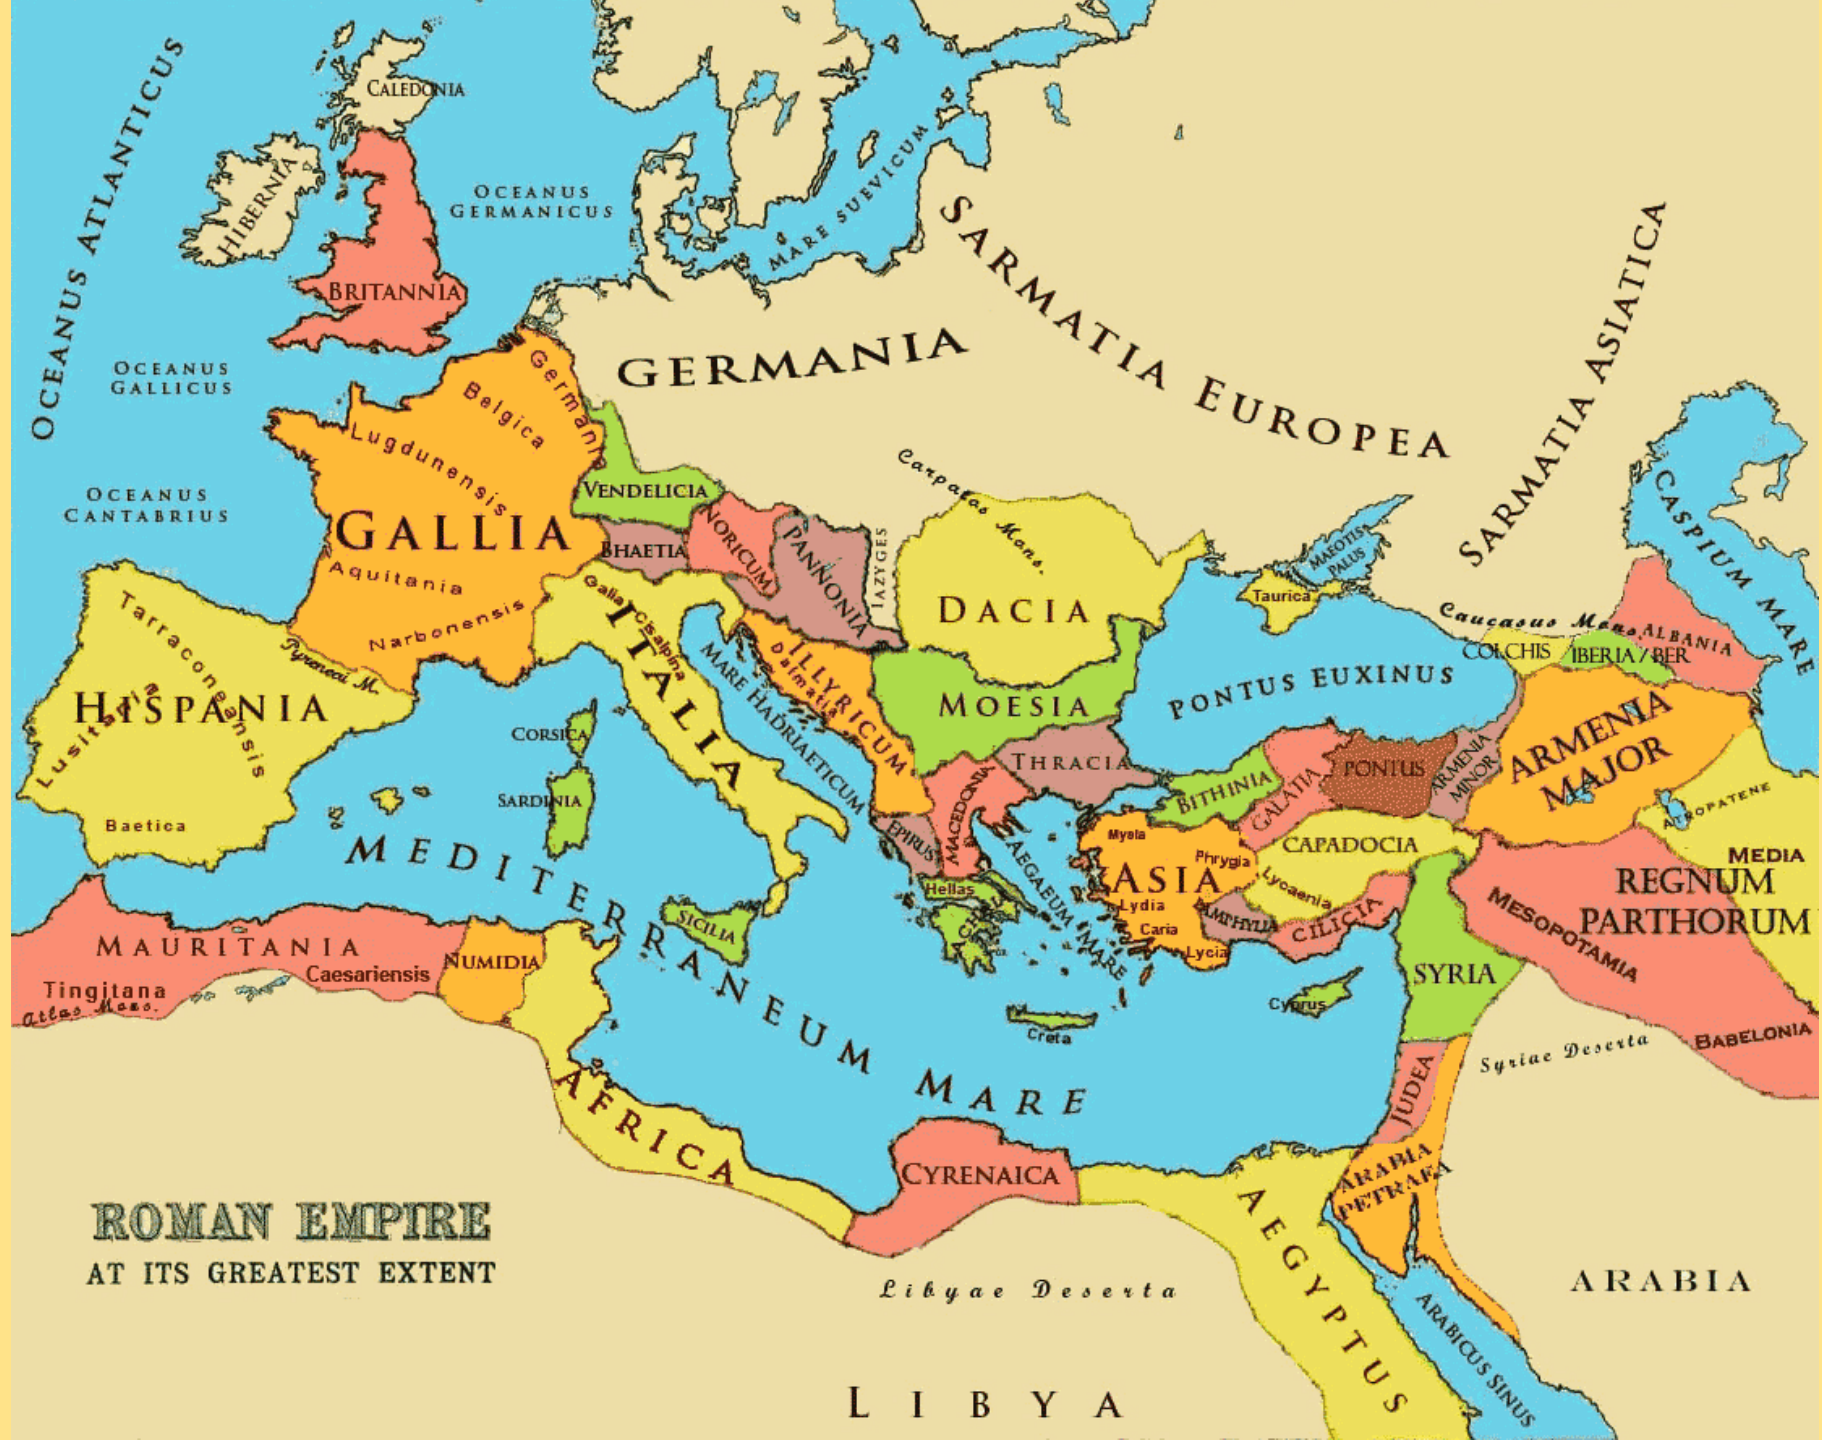 OCEANUS ATLANTICUS
CALEDONIA
HIBERNIA
OCEANUS
GERMANICUS
MARE SUEVICUM
BRITANNIA
OCEANUS
GALLICUS
OCEANUS
CANTABRIUS
GERMANIA
SARMATIA EUROPEA
SARMATIA ASIATICA
CASPIUM MARE
Germania
Belgica
Lugdunensis
GALLIA
Aquitania
Narbonensis
VENDELICIA
BHAETIA
NORICUM
PANNONIA
IAZYGES
Carpatas Mons.
DACIA
MAEOTIS
PALUS
Taurica
Caucasus Mons.
COLCHIS
IBERIA / BER
ALBANIA
Tarraconsensis
HISPANIA
Lusitania
Baetica
Pyrenaei M.
Gallia Cisalpina
ITALIA
MARE HADRIAETICUM
ILLYRICUM
Dalmatia
MOESIA
THRACIA
PONTUS EUXINUS
CORSICA
SARDINIA
MACEDONIA
EPIRUS
Hellas
ACHAIA
AEGAEUM MARE
BITHINIA
GALATIA
PONTUS
ARMENIA
MINOR
ARMENIA
MAJOR
ATROPATENE
MEDIA
REGNUM
PARTHORUM
MESOPOTAMIA
BABELONIA
Mysia
Phrygia
ASIA
Lydia
Caria
Lycia
CAPADOCIA
Lycaenia
PAMPHYLIA
CILICIA
SYRIA
Syriae Deserta
Cyprus
Creta
SICILIA
MEDITERRANEUM MARE
MAURITANIA
Tingitana
Caesariensis
Atlas Mons.
NUMIDIA
AFRICA
CYRENAICA
JUDEA
ARABIA
PETRAEA
AEGYPTUS
ARABICUS SINUS
ARABIA
Libyae Deserta
LIBYA
ROMAN EMPIRE
AT ITS GREATEST EXTENT